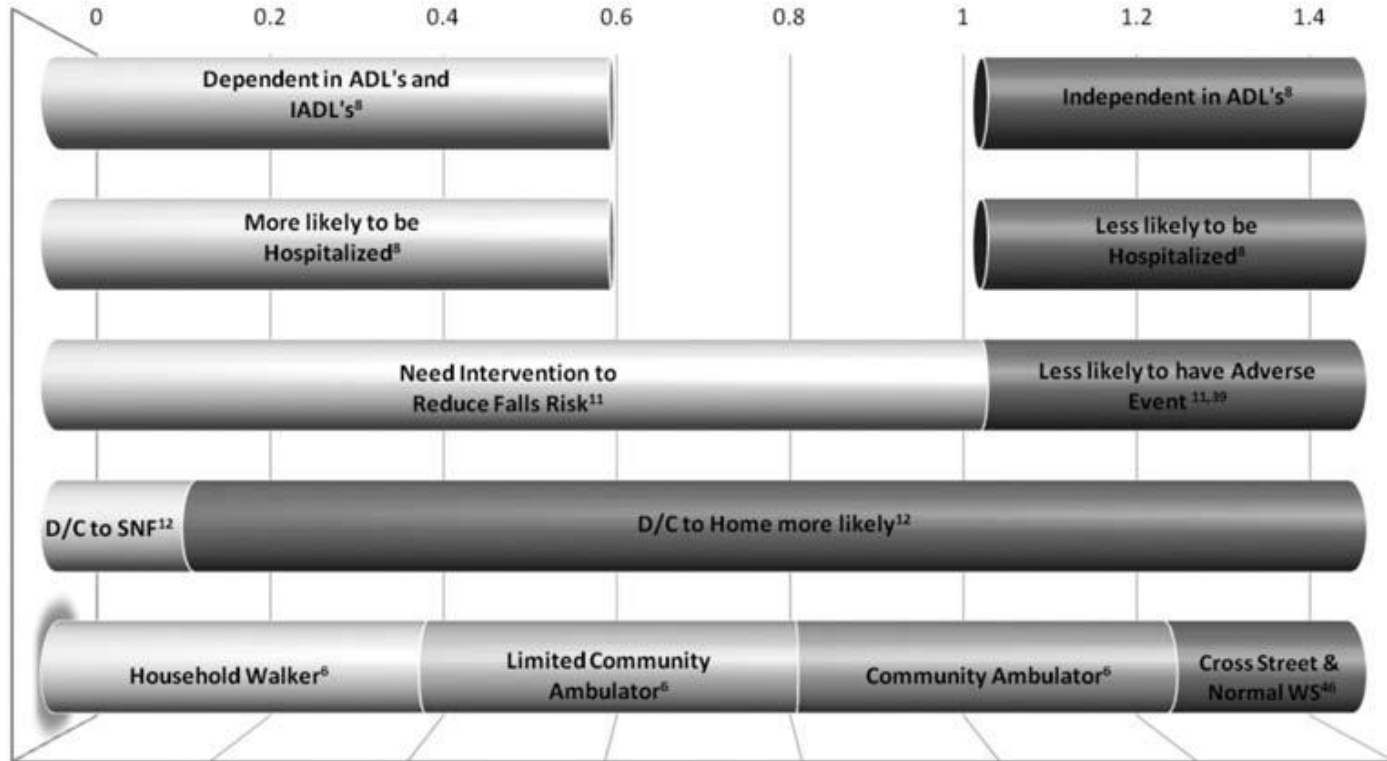 0 0.2 0.4 0.6 0.8 1 1.2 1.4
Dependent in ADL's and
IADL's⁸
Independent in ADL's⁸
More likely to be
Hospitalized⁸
Less likely to be
Hospitalized⁸
Need Intervention to
Reduce Falls Risk¹¹
Less likely to have Adverse
Event ¹¹,³⁹
D/C to SNF¹²
D/C to Home more likely¹²
Household Walker⁶
Limited Community
Ambulator⁶
Community Ambulator⁶
Cross Street &
Normal WS⁴⁶